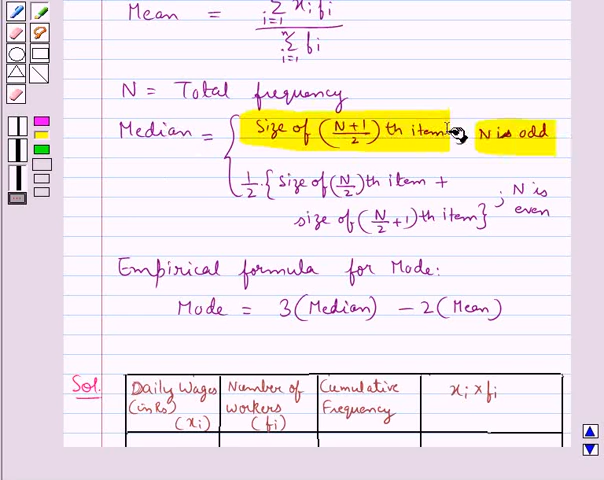 Mean = Σ xᵢfᵢ
i=1
n
Σ fᵢ
i=1
N = Total frequency
Median = { Size of (N+1/2) th item ; N is odd
1/2 · { Size of (N/2) th item +
size of (N/2 + 1) th item } ; N is even
Empirical formula for Mode:
Mode = 3(Median) - 2(Mean)
Sol.
Daily Wages (in Rs) (xᵢ)
Number of workers (fᵢ)
Cumulative Frequency
xᵢ × fᵢ